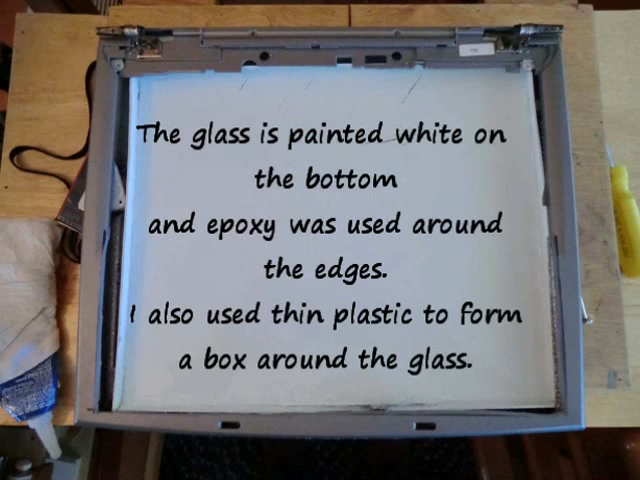 The glass is painted white on
the bottom
and epoxy was used around
the edges.
I also used thin plastic to form
a box around the glass.